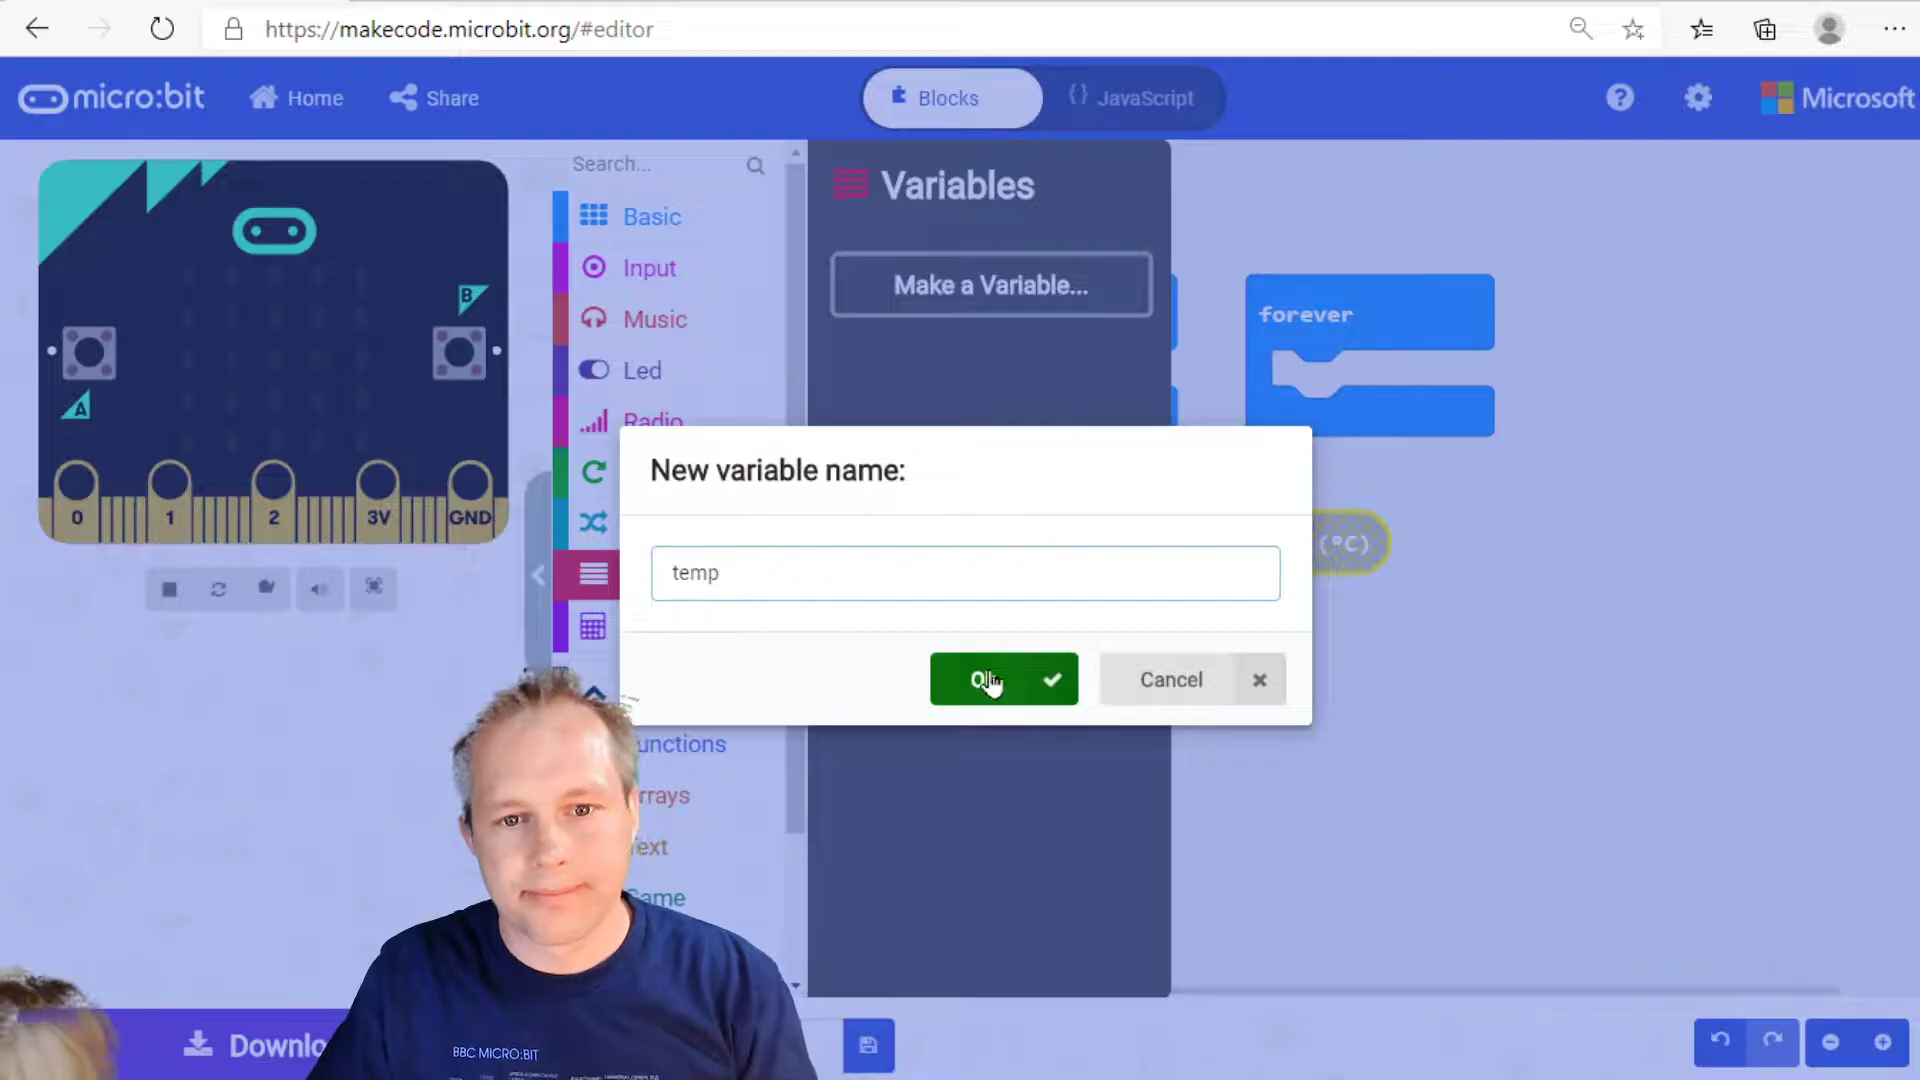 https://makecode.microbit.org/#editor
micro:bit
Home
Share
Blocks
{} JavaScript
?
Microsoft
Search...
Basic
Input
Music
Led
Radio
Variables
Make a Variable...
forever
B
A
0
1
2
3V
GND
New variable name:
temp
(°C)
Cancel
unctions
rrays
ext
ame
Downlo
BBC MICRO:BIT